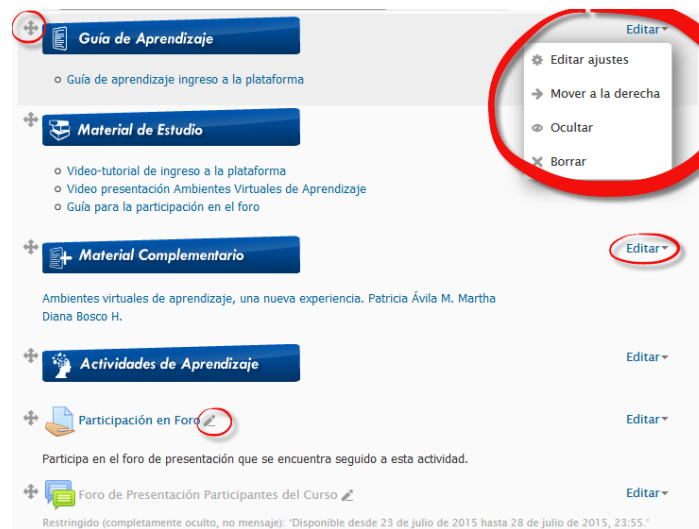 Guía de Aprendizaje
Editar
Guía de aprendizaje ingreso a la plataforma
Editar ajustes
Mover a la derecha
Ocultar
Borrar
Material de Estudio
Video-tutorial de ingreso a la plataforma
Video presentación Ambientes Virtuales de Aprendizaje
Guía para la participación en el foro
Material Complementario
Editar
Ambientes virtuales de aprendizaje, una nueva experiencia. Patricia Ávila M. Martha
Diana Bosco H.
Actividades de Aprendizaje
Editar
Participación en Foro
Editar
Participa en el foro de presentación que se encuentra seguido a esta actividad.
Foro de Presentación Participantes del Curso
Editar
Restringido (completamente oculto, no mensaje): 'Disponible desde 23 de julio de 2015 hasta 28 de julio de 2015, 23:55.'